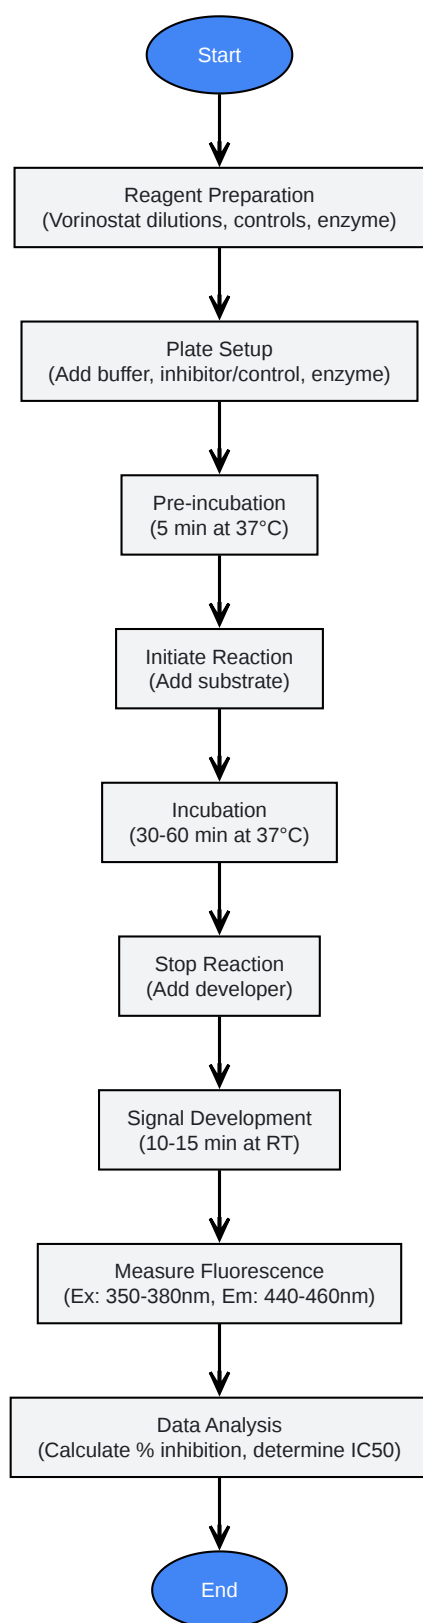 Start
Reagent Preparation
(Vorinostat dilutions, controls, enzyme)
Plate Setup
(Add buffer, inhibitor/control, enzyme)
Pre-incubation
(5 min at 37°C)
Initiate Reaction
(Add substrate)
Incubation
(30-60 min at 37°C)
Stop Reaction
(Add developer)
Signal Development
(10-15 min at RT)
Measure Fluorescence
(Ex: 350-380nm, Em: 440-460nm)
Data Analysis
(Calculate % inhibition, determine IC50)
End